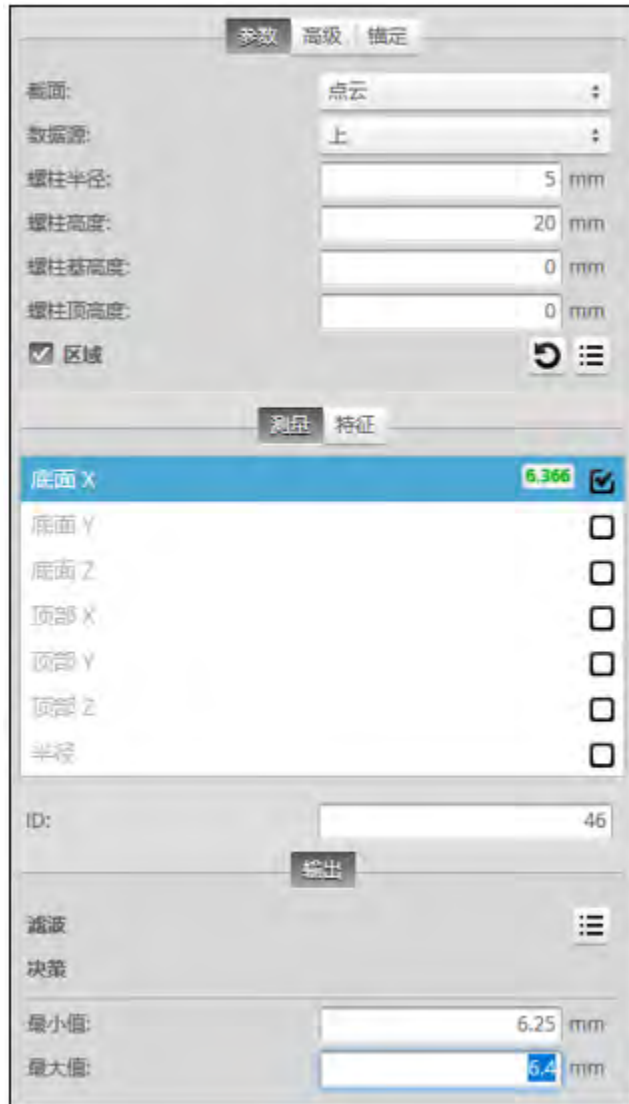 参数 高级 锚定
截面: 点云
数据源: 上
螺柱半径: 5 mm
螺柱高度: 20 mm
螺柱基高度: 0 mm
螺柱顶高度: 0 mm
区域
测量 特征
底面 X 6.366
底面 Y
底面 Z
顶部 X
顶部 Y
顶部 Z
半径
ID: 46
输出
滤波
决策
最小值: 6.25 mm
最大值: 6.4 mm